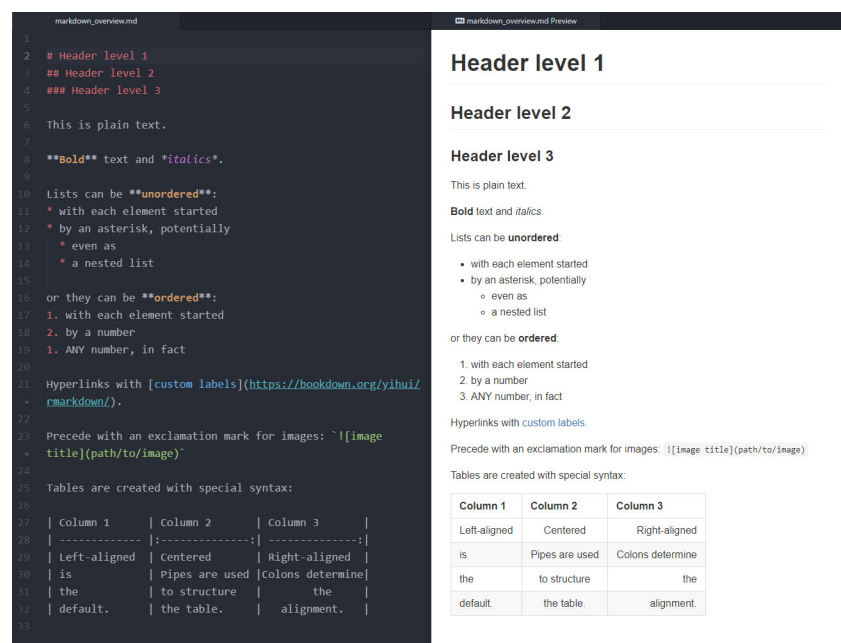 markdown_overview.md
1
2 # Header level 1
3 ## Header level 2
4 ### Header level 3
5
6 This is plain text.
7
8 **Bold** text and *italics*.
9
10 Lists can be **unordered**:
11 * with each element started
12 * by an asterisk, potentially
13   * even as
14   * a nested list
15
16 or they can be **ordered**:
17 1. with each element started
18 2. by a number
19 1. ANY number, in fact
20
21 Hyperlinks with [custom labels](https://bookdown.org/yihui/
• rmarkdown/).
22
23 Precede with an exclamation mark for images: `![image
• title](path/to/image)`
24
25 Tables are created with special syntax:
26
27 | Column 1      | Column 2       | Column 3       |
28 | ------------- |:--------------:| --------------:|
29 | Left-aligned  | Centered       | Right-aligned  |
30 | is            | Pipes are used |Colons determine|
31 | the           | to structure   |        the     |
32 | default.      | the table.     |   alignment.   |
33
markdown_overview.md Preview
Header level 1
Header level 2
Header level 3
This is plain text.
Bold text and italics.
Lists can be unordered:
• with each element started
• by an asterisk, potentially
◦ even as
◦ a nested list
or they can be ordered:
1. with each element started
2. by a number
3. ANY number, in fact
Hyperlinks with custom labels.
Precede with an exclamation mark for images: ![image title](path/to/image)
Tables are created with special syntax:
Column 1 Column 2 Column 3
Left-aligned Centered Right-aligned
is Pipes are used Colons determine
the to structure the
default. the table. alignment.